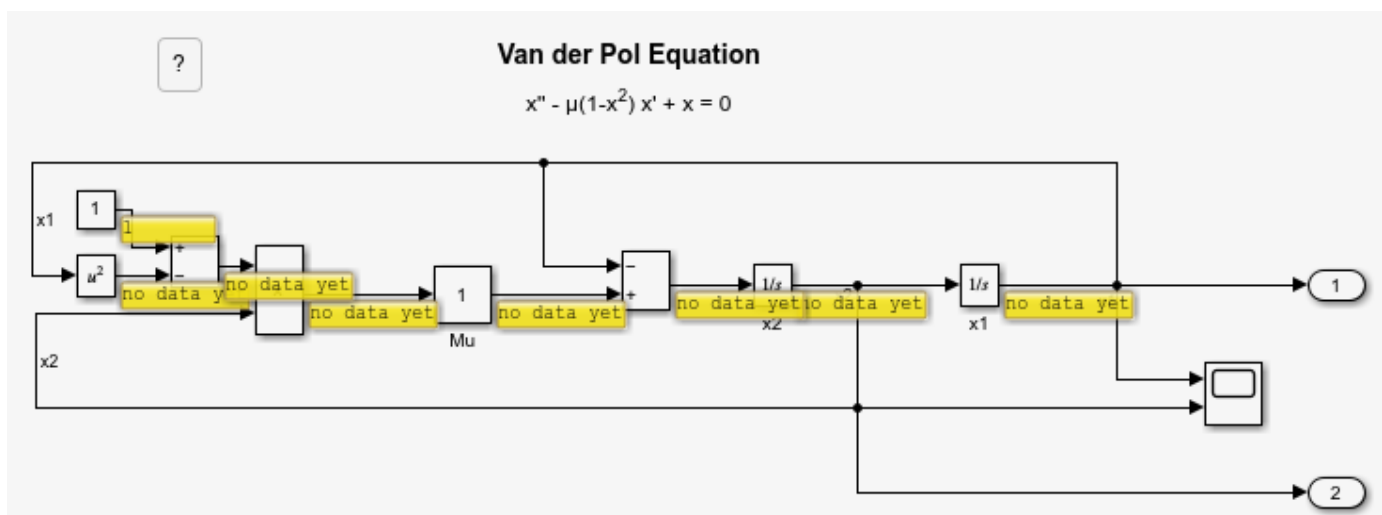 ?
Van der Pol Equation
x" - µ(1-x²) x' + x = 0
x1
1
1
+
u²
−
no data y
no data yet
no data yet
1
Mu
no data yet
−
+
no data yet
1/s
x2
no data yet
1/s
x1
no data yet
1
x2
2